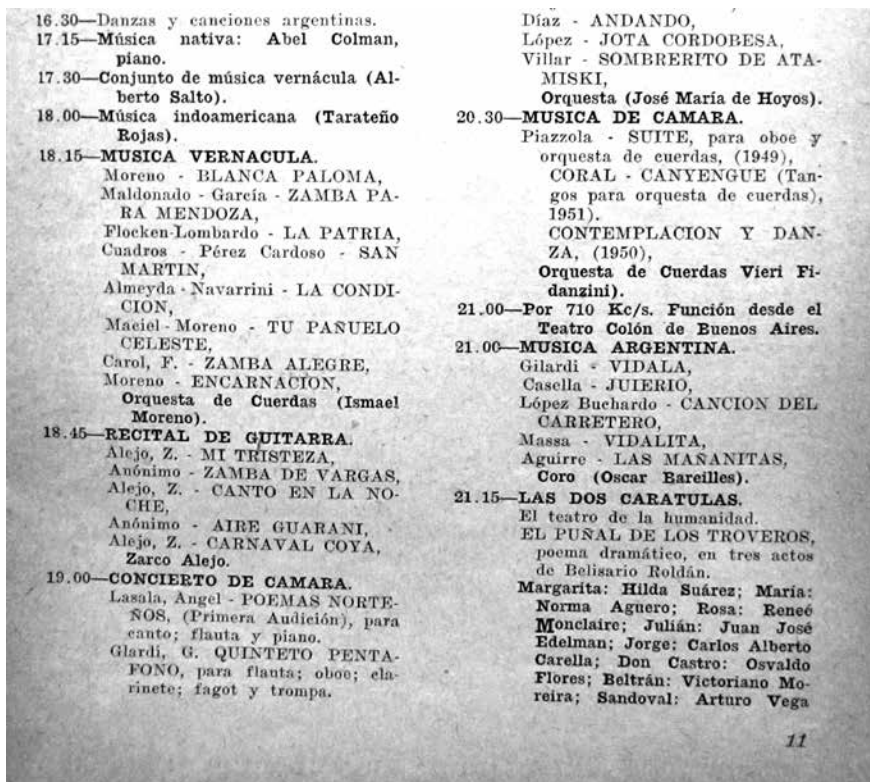 16.30—Danzas y canciones argentinas.
17.15—Música nativa: Abel Colman,
piano.
17.30—Conjunto de música vernácula (Al-
berto Salto).
18.00—Música indoamericana (Tarateño
Rojas).
18.15—MUSICA VERNACULA.
Moreno - BLANCA PALOMA,
Maldonado - García - ZAMBA PA-
RA MENDOZA,
Flocken-Lombardo - LA PATRIA,
Cuadros - Pérez Cardoso - SAN
MARTIN,
Almeyda - Navarrini - LA CONDI-
CION,
Maciel - Moreno - TU PAÑUELO
CELESTE,
Carol, F. - ZAMBA ALEGRE,
Moreno - ENCARNACION,
Orquesta de Cuerdas (Ismael
Moreno).
18.45—RECITAL DE GUITARRA.
Alejo, Z. - MI TRISTEZA,
Anónimo - ZAMBA DE VARGAS,
Alejo, Z. - CANTO EN LA NO-
CHE,
Anónimo - AIRE GUARANI,
Alejo, Z. - CARNAVAL COYA,
Zarco Alejo.
19.00—CONCIERTO DE CAMARA.
Lasala, Angel - POEMAS NORTE-
ÑOS, (Primera Audición), para
canto; flauta y piano.
Glardi, G. QUINTETO PENTA-
FONO, para flauta; oboe; cla-
rinete; fagot y trompa.
Díaz - ANDANDO,
López - JOTA CORDOBESA,
Villar - SOMBRERITO DE ATA-
MISKI,
Orquesta (José María de Hoyos).
20.30—MUSICA DE CAMARA.
Piazzola - SUITE, para oboe y
orquesta de cuerdas, (1949),
CORAL - CANYENGUE (Tan-
gos para orquesta de cuerdas),
1951).
CONTEMPLACION Y DAN-
ZA, (1950),
Orquesta de Cuerdas Vieri Fi-
danzini).
21.00—Por 710 Kc/s. Función desde el
Teatro Colón de Buenos Aires.
21.00—MUSICA ARGENTINA.
Gilardi - VIDALA,
Casella - JUIERIO,
López Buchardo - CANCION DEL
CARRETERO,
Massa - VIDALITA,
Aguirre - LAS MAÑANITAS,
Coro (Oscar Bareilles).
21.15—LAS DOS CARATULAS.
El teatro de la humanidad.
EL PUÑAL DE LOS TROVEROS,
poema dramático, en tres actos
de Belisario Roldán.
Margarita: Hilda Suárez; María:
Norma Aguero; Rosa: Reneé
Monclaire; Julián: Juan José
Edelman; Jorge: Carlos Alberto
Carella; Don Castro: Osvaldo
Flores; Beltrán: Victoriano Mo-
reira; Sandoval: Arturo Vega
11